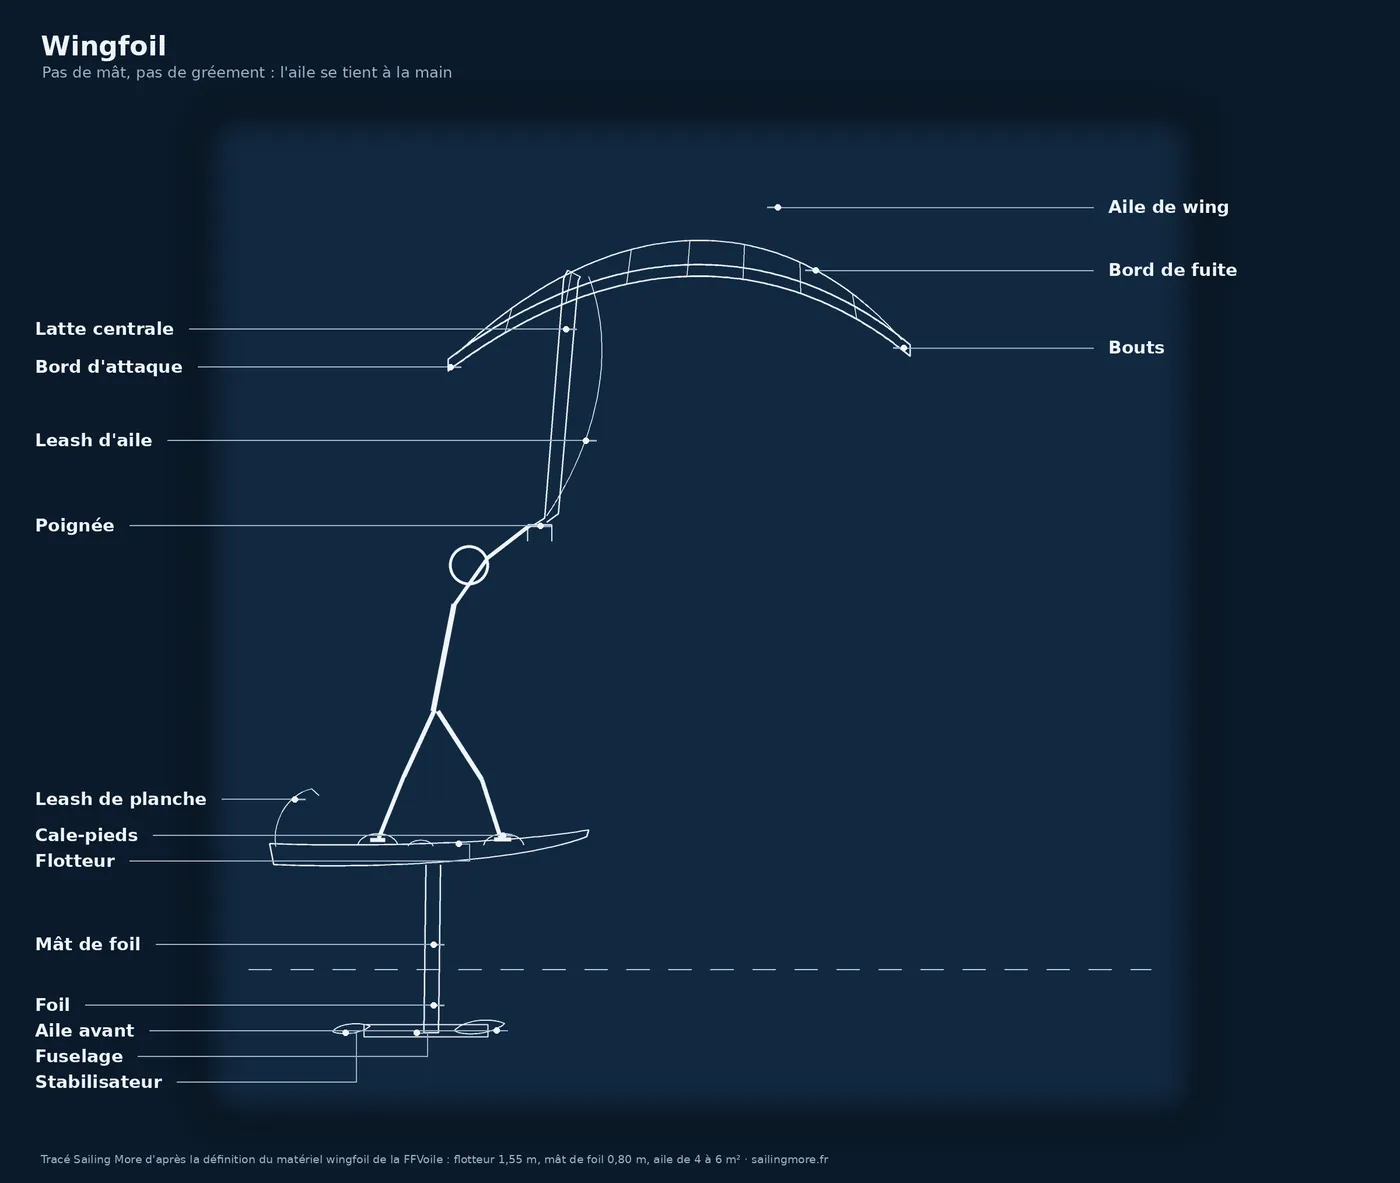 Wingfoil
Pas de mât, pas de gréement : l'aile se tient à la main
Aile de wing
Bord de fuite
Latte centrale
Bouts
Bord d'attaque
Leash d'aile
Poignée
Leash de planche
Cale-pieds
Flotteur
Mât de foil
Foil
Aile avant
Fuselage
Stabilisateur
Tracé Sailing More d'après la définition du matériel wingfoil de la FFVoile : flotteur 1,55 m, mât de foil 0,80 m, aile de 4 à 6 m² · sailingmore.fr